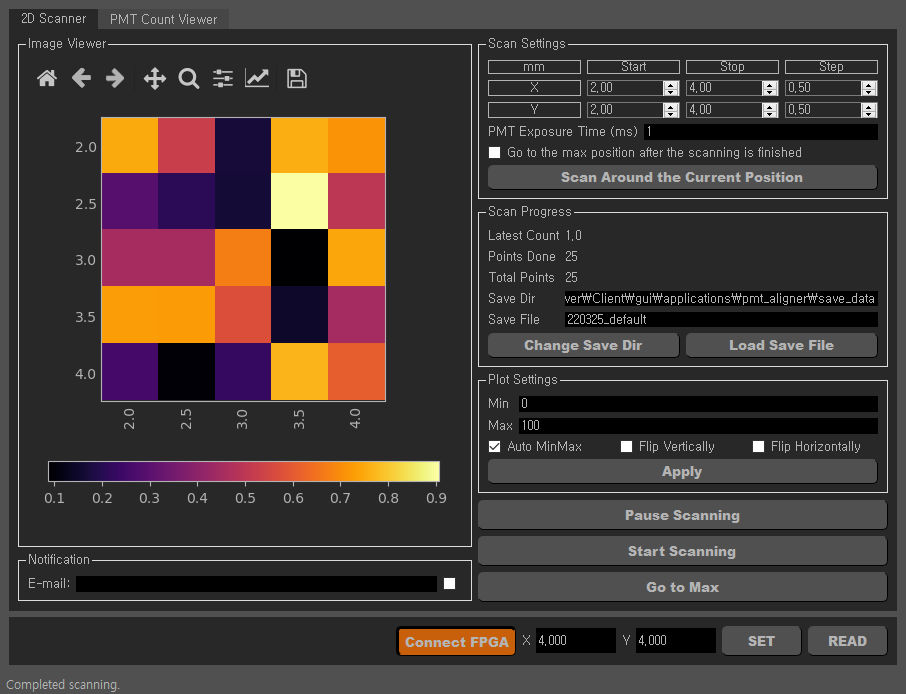 2D Scanner
PMT Count Viewer
Image Viewer
2.0
2.5
3.0
3.5
4.0
2.0
2.5
3.0
3.5
4.0
0.1 0.2 0.3 0.4 0.5 0.6 0.7 0.8 0.9
Notification
E-mail:
Scan Settings
mm Start Stop Step
X 2,00 4,00 0,50
Y 2,00 4,00 0,50
PMT Exposure Time (ms) 1
Go to the max position after the scanning is finished
Scan Around the Current Position
Scan Progress
Latest Count 1,0
Points Done 25
Total Points 25
Save Dir ver₩Client₩gui₩applications₩pmt_aligner₩save_data
Save File 220325_default
Change Save Dir Load Save File
Plot Settings
Min 0
Max 100
Auto MinMax Flip Vertically Flip Horizontally
Apply
Pause Scanning
Start Scanning
Go to Max
Connect FPGA X 4,000 Y 4,000 SET READ
Completed scanning.